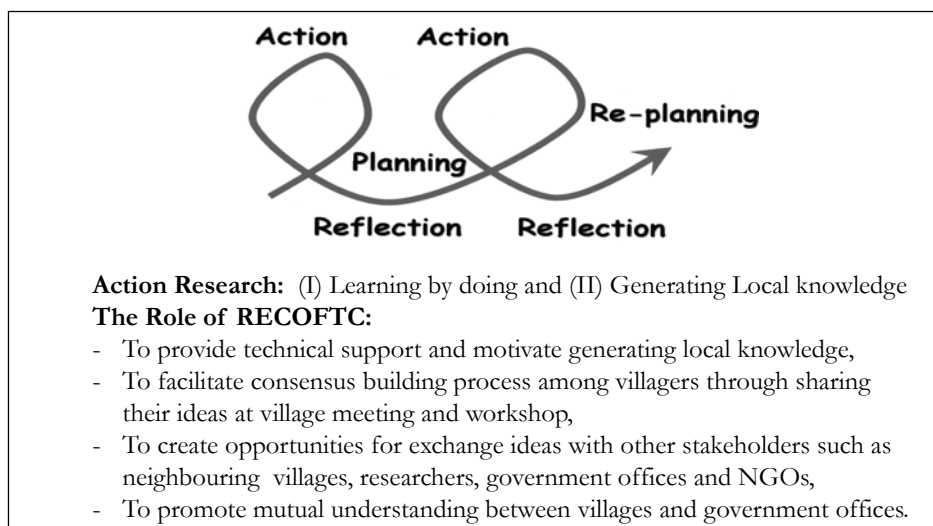 Action Action
Re-planning
Planning
Reflection Reflection
Action Research: (I) Learning by doing and (II) Generating Local knowledge
The Role of RECOFTC:
- To provide technical support and motivate generating local knowledge,
- To facilitate consensus building process among villagers through sharing
their ideas at village meeting and workshop,
- To create opportunities for exchange ideas with other stakeholders such as
neighbouring villages, researchers, government offices and NGOs,
- To promote mutual understanding between villages and government offices.